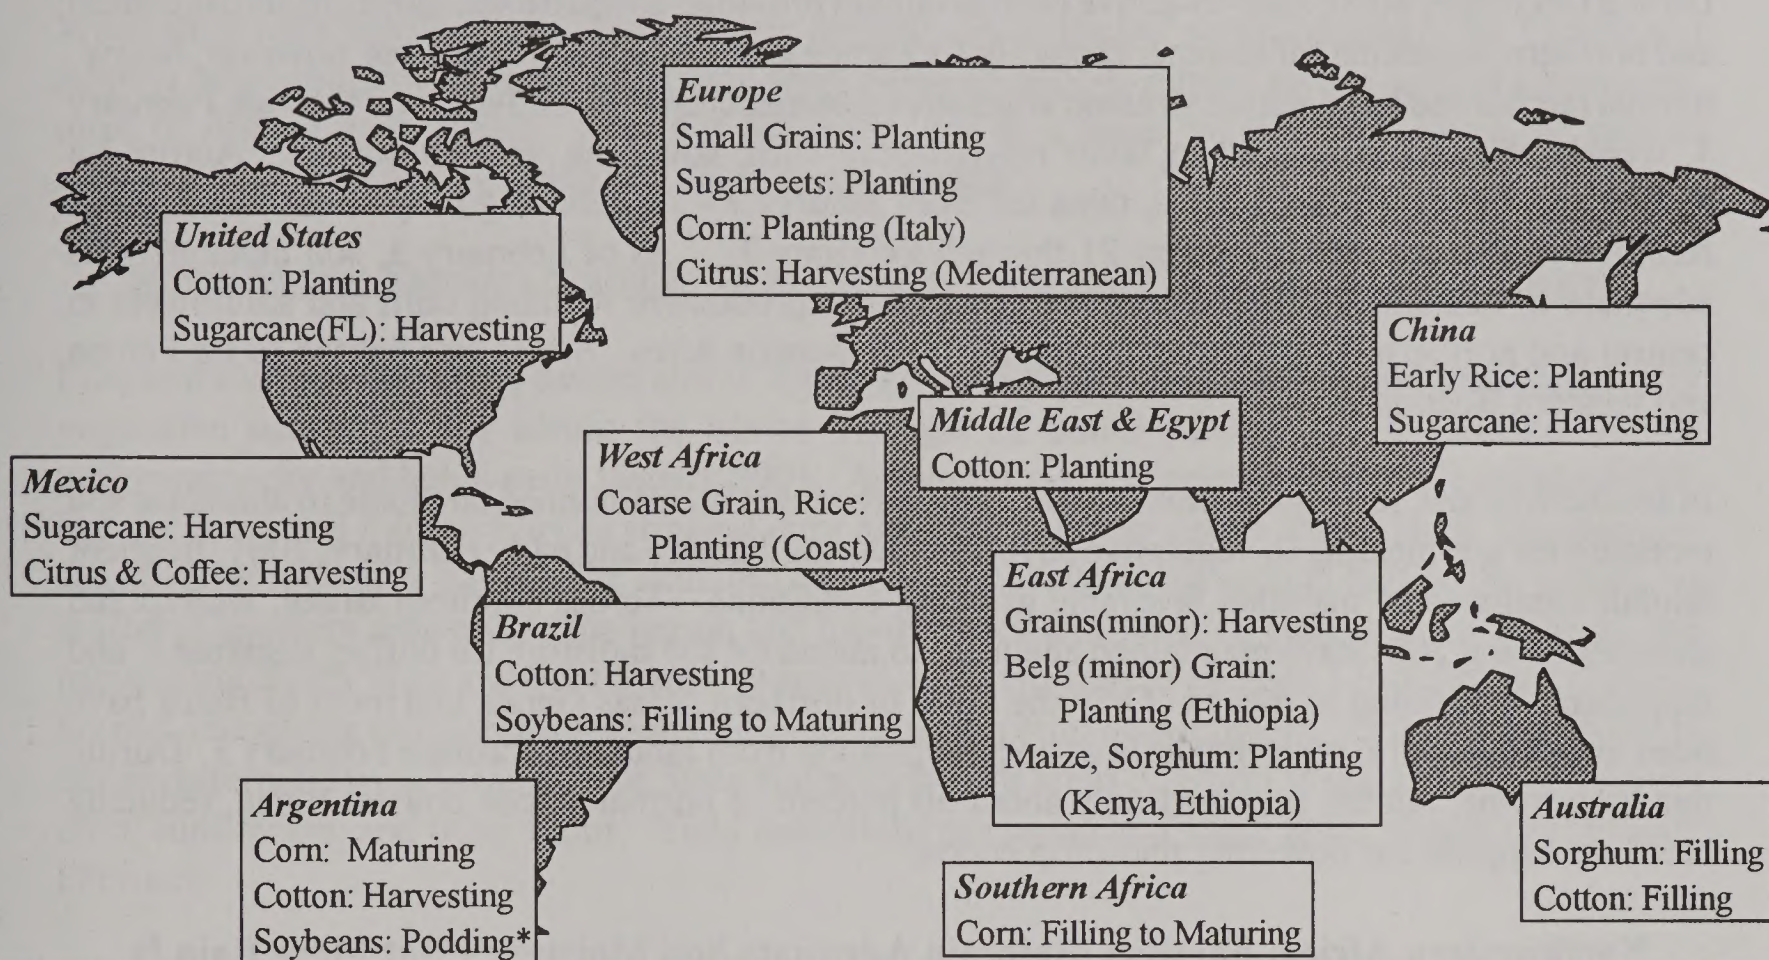 Europe
Small Grains: Planting
Sugarbeets: Planting
Corn: Planting (Italy)
Citrus: Harvesting (Mediterranean)
United States
Cotton: Planting
Sugarcane(FL): Harvesting
China
Early Rice: Planting
Sugarcane: Harvesting
Middle East & Egypt
Cotton: Planting
West Africa
Coarse Grain, Rice:
Planting (Coast)
Mexico
Sugarcane: Harvesting
Citrus & Coffee: Harvesting
East Africa
Grains(minor): Harvesting
Belg (minor) Grain:
Planting (Ethiopia)
Maize, Sorghum: Planting
(Kenya, Ethiopia)
Brazil
Cotton: Harvesting
Soybeans: Filling to Maturing
Argentina
Corn: Maturing
Cotton: Harvesting
Soybeans: Podding*
Australia
Sorghum: Filling
Cotton: Filling
Southern Africa
Corn: Filling to Maturing